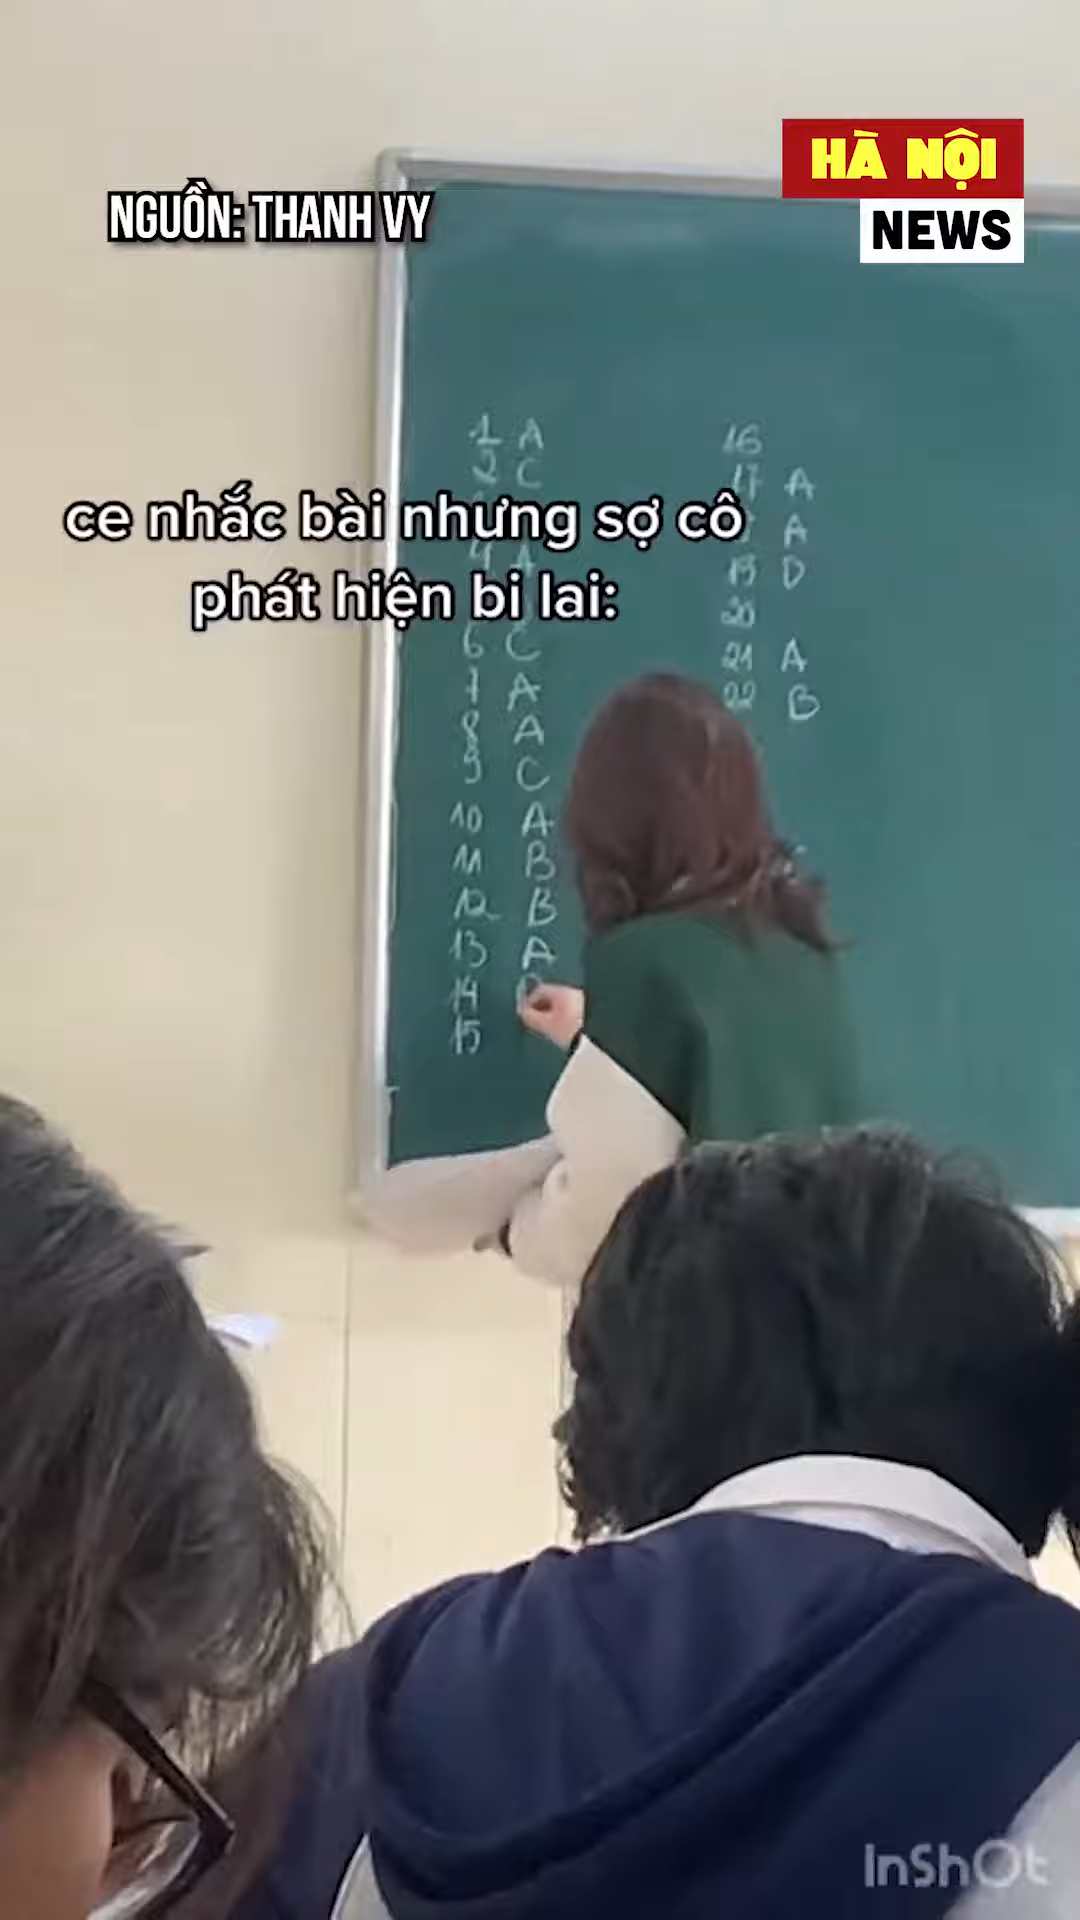 HÀ NỘI
NEWS
NGUỒN: THANH VY
ce nhắc bài nhưng sợ cô
phát hiện bi lai:
1 A
2 C
4 A
6 C
7 A
8 A
9 C
10 A
11 B
12 B
13 A
14
15
16
17 A
A
19 D
20
21 A
22 B
InShOt